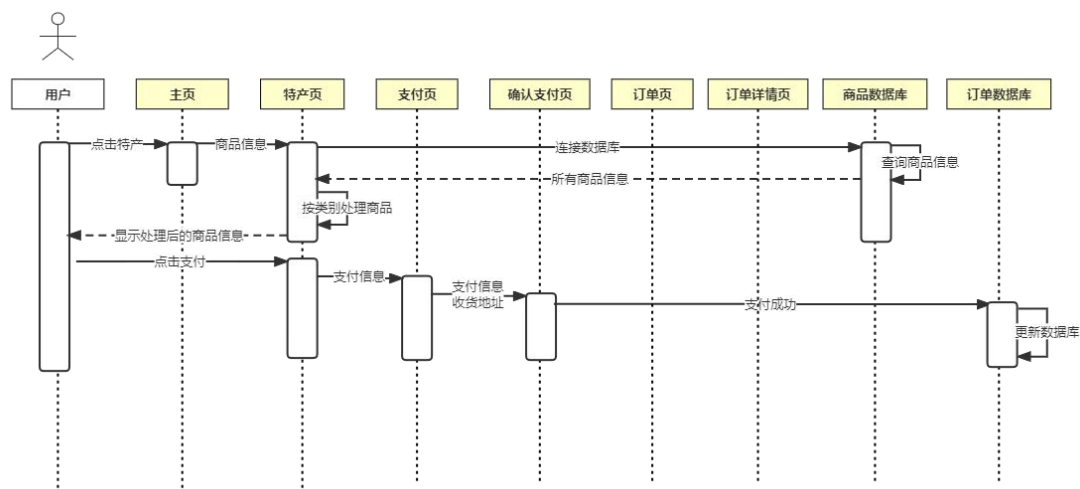 用户
主页
特产页
支付页
确认支付页
订单页
订单详情页
商品数据库
订单数据库
点击特产
商品信息
连接数据库
查询商品信息
所有商品信息
按类别处理商品
显示处理后的商品信息
点击支付
支付信息
支付信息
收货地址
支付成功
更新数据库